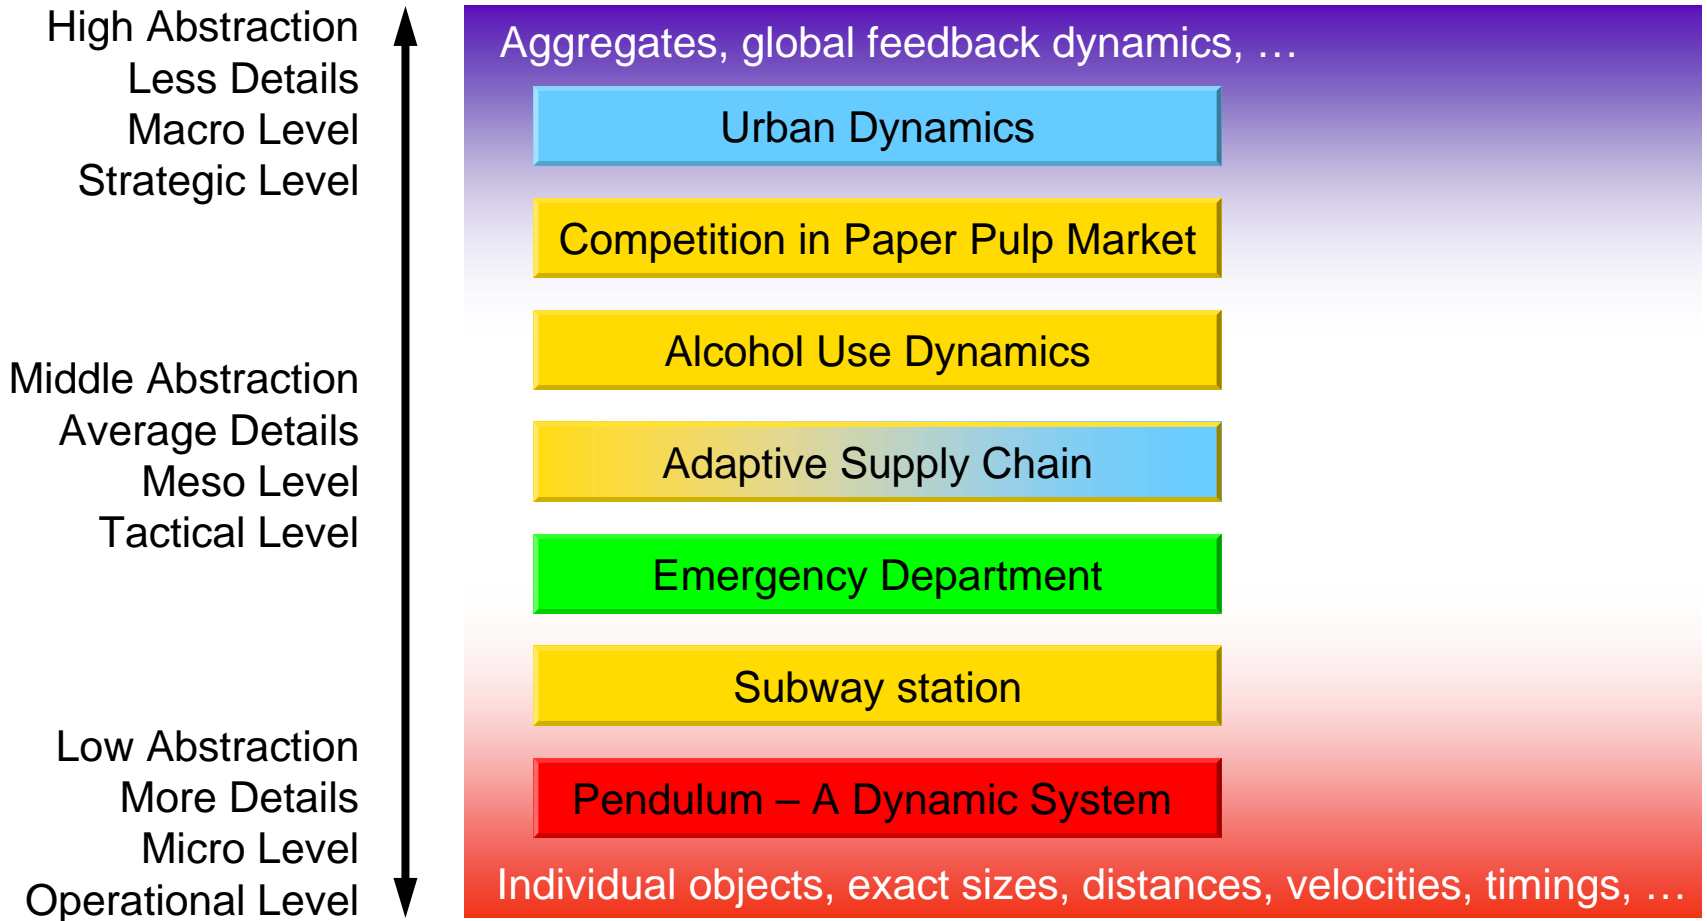 High Abstraction
Less Details
Macro Level
Strategic Level
Middle Abstraction
Average Details
Meso Level
Tactical Level
Low Abstraction
More Details
Micro Level
Operational Level
Aggregates, global feedback dynamics, …
Urban Dynamics
Competition in Paper Pulp Market
Alcohol Use Dynamics
Adaptive Supply Chain
Emergency Department
Subway station
Pendulum – A Dynamic System
Individual objects, exact sizes, distances, velocities, timings, …